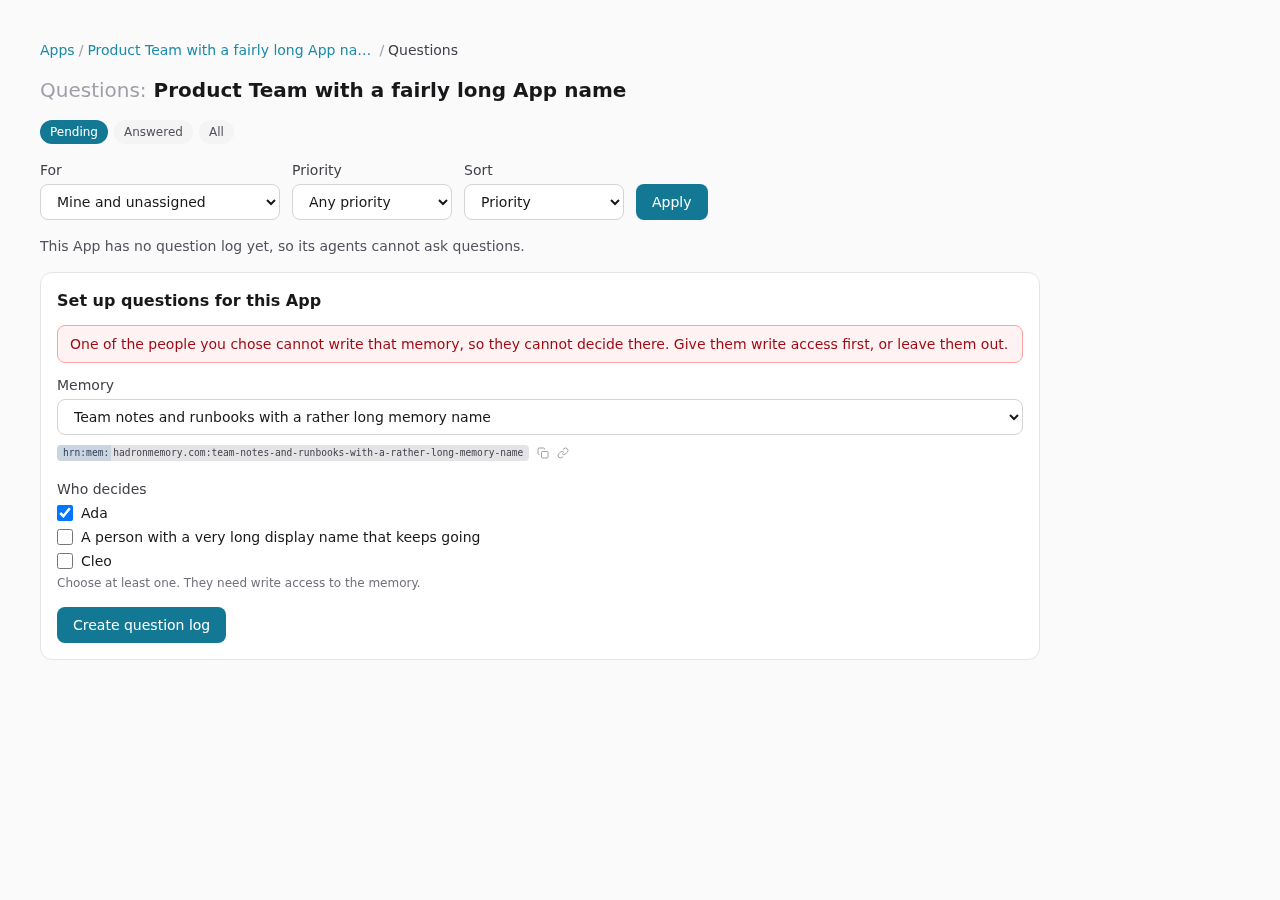 Apps / Product Team with a fairly long App na… / Questions
Questions: Product Team with a fairly long App name
Pending Answered All
For Priority Sort
Mine and unassigned Any priority Priority Apply
This App has no question log yet, so its agents cannot ask questions.
Set up questions for this App
One of the people you chose cannot write that memory, so they cannot decide there. Give them write access first, or leave them out.
Memory
Team notes and runbooks with a rather long memory name
hrn:mem: hadronmemory.com:team-notes-and-runbooks-with-a-rather-long-memory-name
Who decides
Ada
A person with a very long display name that keeps going
Cleo
Choose at least one. They need write access to the memory.
Create question log